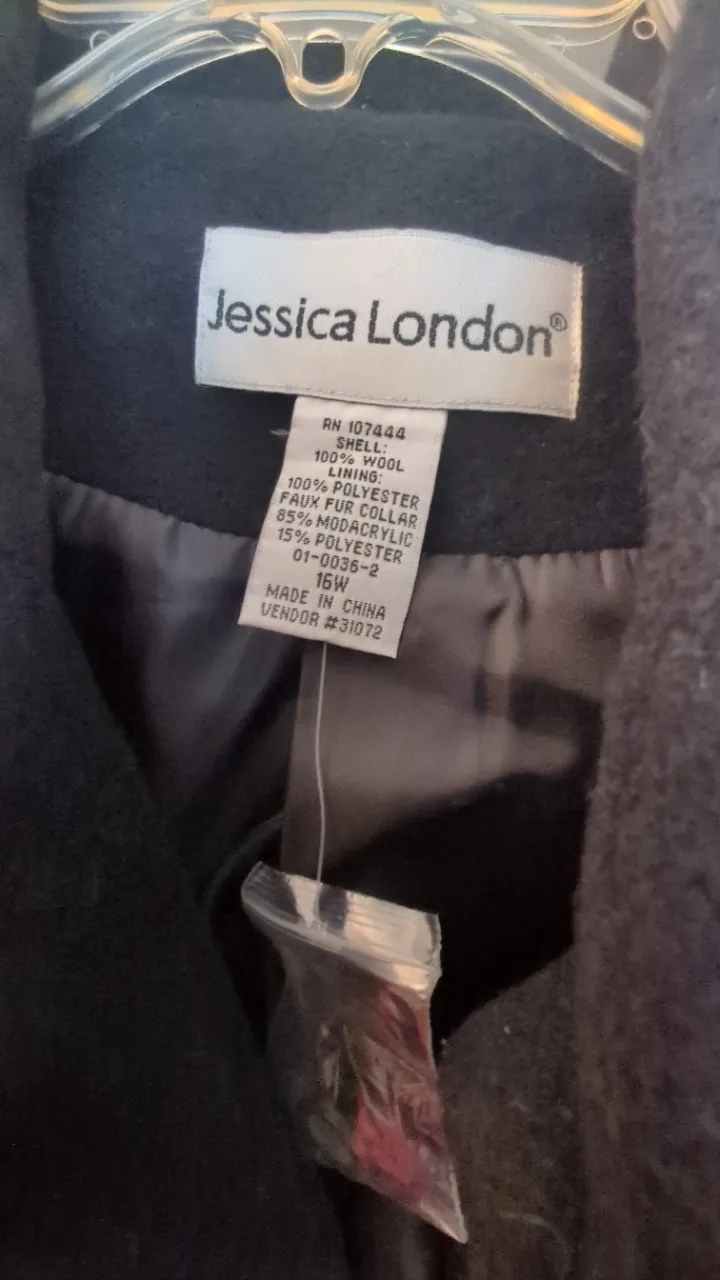 Jessica London®
RN 107444
SHELL:
100% WOOL
LINING:
100% POLYESTER
FAUX FUR COLLAR
85% MODACRYLIC
15% POLYESTER
01-0036-2
16W
MADE IN CHINA
VENDOR #31072